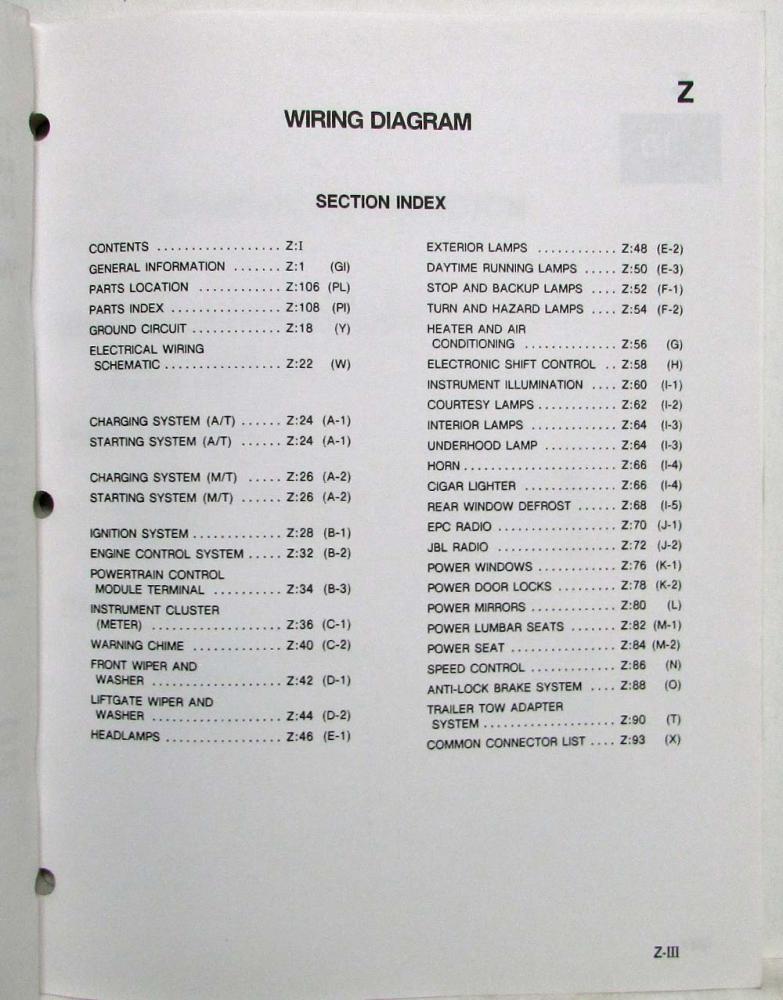 Z
WIRING DIAGRAM
SECTION INDEX
CONTENTS .................. Z:I
GENERAL INFORMATION ....... Z:1 (GI)
PARTS LOCATION ............ Z:106 (PL)
PARTS INDEX ................ Z:108 (PI)
GROUND CIRCUIT ............. Z:18 (Y)
ELECTRICAL WIRING
SCHEMATIC ................. Z:22 (W)
CHARGING SYSTEM (A/T) ...... Z:24 (A-1)
STARTING SYSTEM (A/T) ...... Z:24 (A-1)
CHARGING SYSTEM (M/T) ..... Z:26 (A-2)
STARTING SYSTEM (M/T) ...... Z:26 (A-2)
IGNITION SYSTEM ............. Z:28 (B-1)
ENGINE CONTROL SYSTEM ..... Z:32 (B-2)
POWERTRAIN CONTROL
MODULE TERMINAL .......... Z:34 (B-3)
INSTRUMENT CLUSTER
(METER) ................... Z:36 (C-1)
WARNING CHIME .............. Z:40 (C-2)
FRONT WIPER AND
WASHER ................... Z:42 (D-1)
LIFTGATE WIPER AND
WASHER ................... Z:44 (D-2)
HEADLAMPS ................. Z:46 (E-1)
EXTERIOR LAMPS ............ Z:48 (E-2)
DAYTIME RUNNING LAMPS ..... Z:50 (E-3)
STOP AND BACKUP LAMPS .... Z:52 (F-1)
TURN AND HAZARD LAMPS .... Z:54 (F-2)
HEATER AND AIR
CONDITIONING .............. Z:56 (G)
ELECTRONIC SHIFT CONTROL .. Z:58 (H)
INSTRUMENT ILLUMINATION .... Z:60 (I-1)
COURTESY LAMPS ............ Z:62 (I-2)
INTERIOR LAMPS ............. Z:64 (I-3)
UNDERHOOD LAMP ........... Z:64 (I-3)
HORN ....................... Z:66 (I-4)
CIGAR LIGHTER .............. Z:66 (I-4)
REAR WINDOW DEFROST ...... Z:68 (I-5)
EPC RADIO .................. Z:70 (J-1)
JBL RADIO .................. Z:72 (J-2)
POWER WINDOWS ............ Z:76 (K-1)
POWER DOOR LOCKS ......... Z:78 (K-2)
POWER MIRRORS ............. Z:80 (L)
POWER LUMBAR SEATS ....... Z:82 (M-1)
POWER SEAT ................ Z:84 (M-2)
SPEED CONTROL ............. Z:86 (N)
ANTI-LOCK BRAKE SYSTEM .... Z:88 (O)
TRAILER TOW ADAPTER
SYSTEM .................... Z:90 (T)
COMMON CONNECTOR LIST .... Z:93 (X)
Z-III